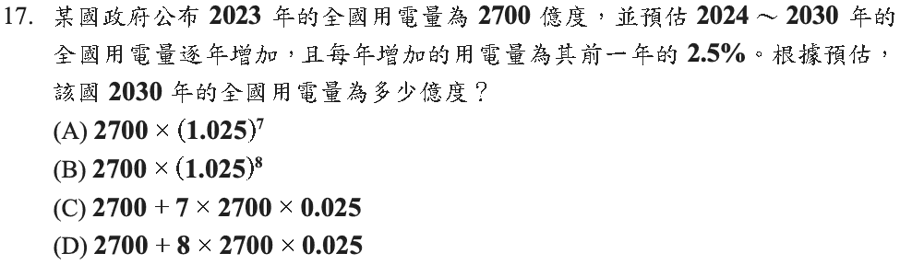 17. 某國政府公布 2023 年的全國用電量為 2700 億度，並預估 2024 ~ 2030 年的
全國用電量逐年增加，且每年增加的用電量為其前一年的 2.5%。根據預估，
該國 2030 年的全國用電量為多少億度？
(A) 2700 × (1.025)⁷
(B) 2700 × (1.025)⁸
(C) 2700 + 7 × 2700 × 0.025
(D) 2700 + 8 × 2700 × 0.025